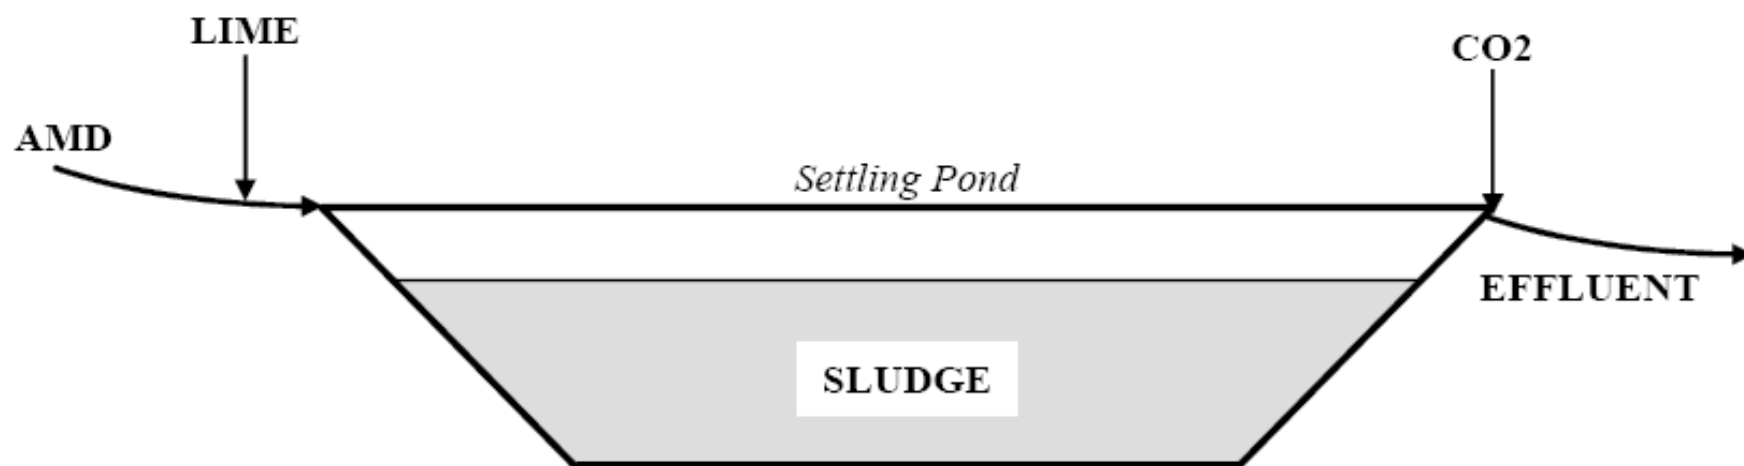 LIME
CO2
AMD
Settling Pond
EFFLUENT
SLUDGE